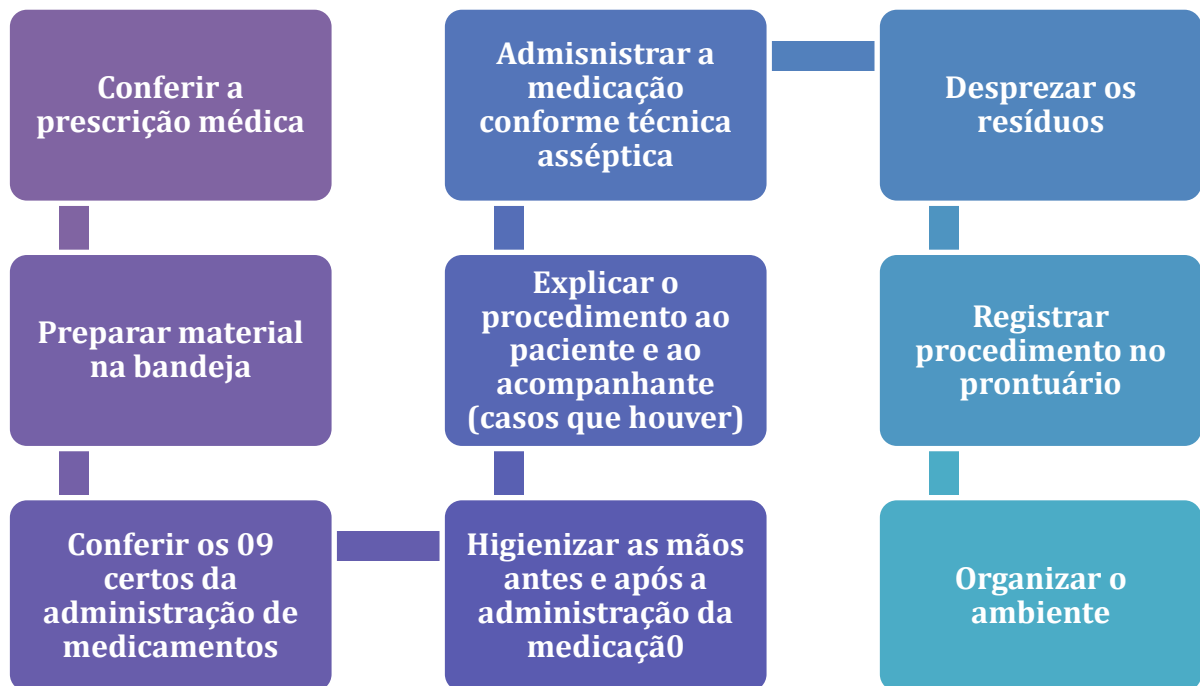 Conferir a
prescrição médica
Preparar material
na bandeja
Conferir os 09
certos da
administração de
medicamentos
Higienizar as mãos
antes e após a
administração da
medicaçã0
Explicar o
procedimento ao
paciente e ao
acompanhante
(casos que houver)
Admisnistrar a
medicação
conforme técnica
asséptica
Desprezar os
resíduos
Registrar
procedimento no
prontuário
Organizar o
ambiente